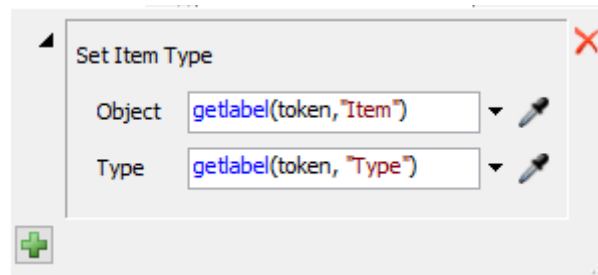 Set Item Type
Object getlabel(token,"Item")
Type getlabel(token, "Type")